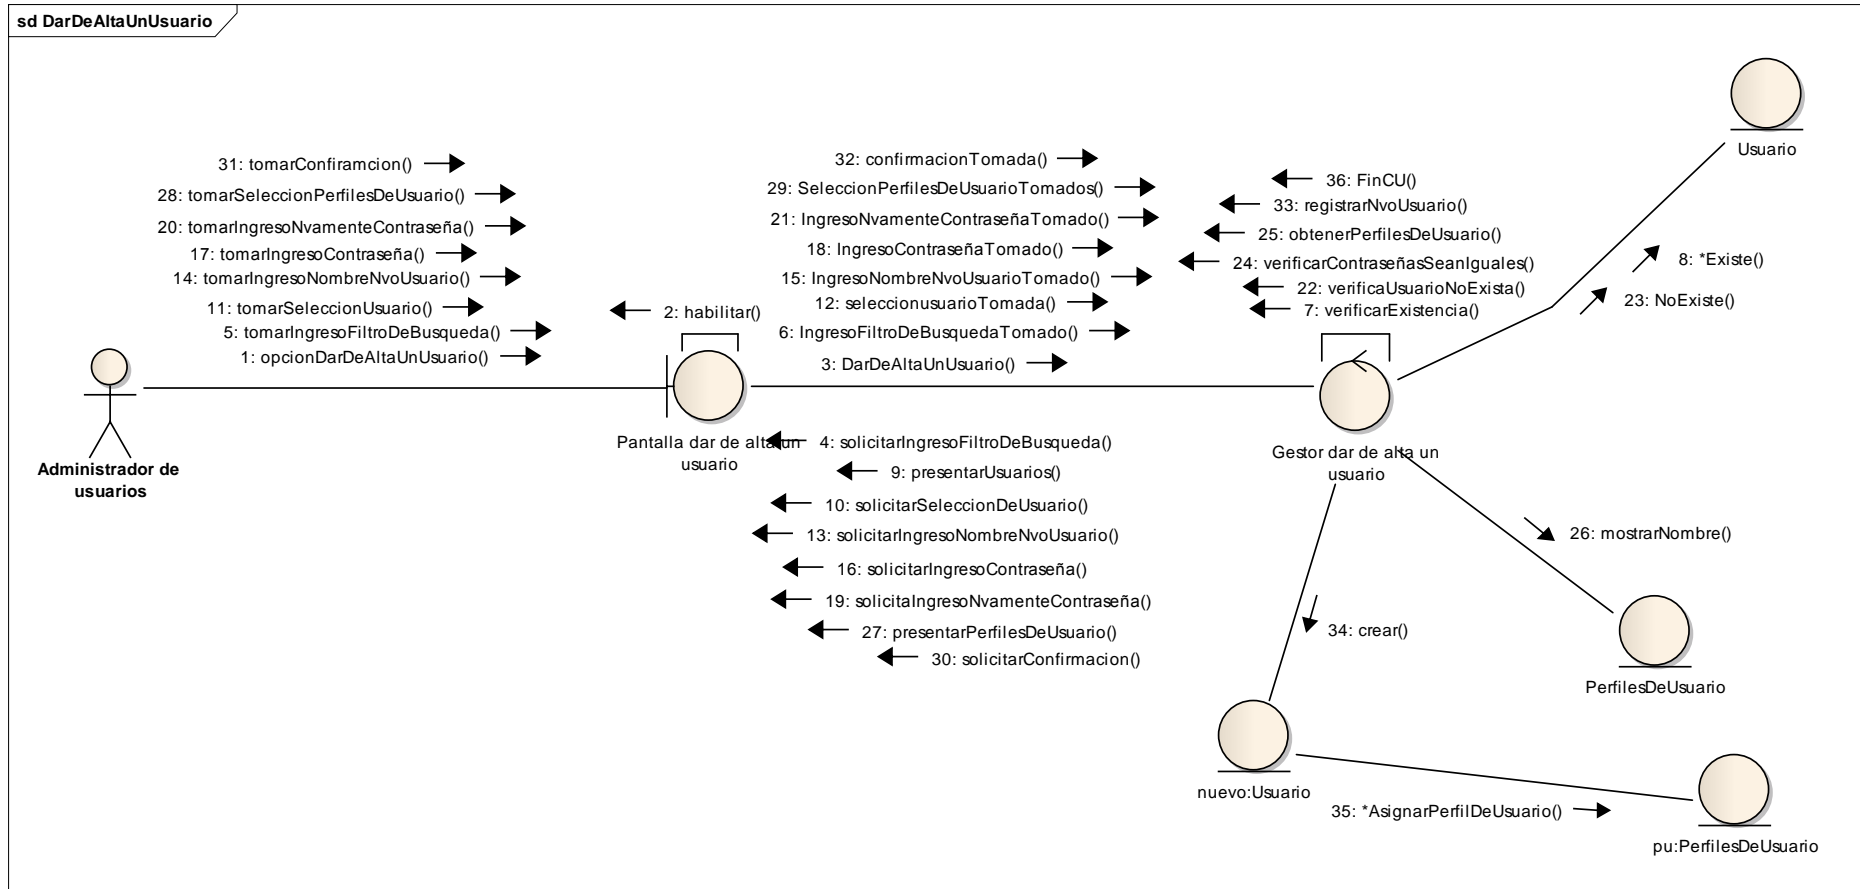 sd DarDeAltaUnUsuario
31: tomarConfiramcion()
28: tomarSeleccionPerfilesDeUsuario()
20: tomarIngresoNvamenteContraseña()
17: tomarIngresoContraseña()
14: tomarIngresoNombreNvoUsuario()
11: tomarSeleccionUsuario()
5: tomarIngresoFiltroDeBusqueda()
1: opcionDarDeAltaUnUsuario()
Administrador de
usuarios
2: habilitar()
Pantalla dar de alta un
usuario
32: confirmacionTomada()
29: SeleccionPerfilesDeUsuarioTomados()
21: IngresoNvamenteContraseñaTomado()
18: IngresoContraseñaTomado()
15: IngresoNombreNvoUsuarioTomado()
12: seleccionusuarioTomada()
6: IngresoFiltroDeBusquedaTomado()
3: DarDeAltaUnUsuario()
4: solicitarIngresoFiltroDeBusqueda()
9: presentarUsuarios()
10: solicitarSeleccionDeUsuario()
13: solicitarIngresoNombreNvoUsuario()
16: solicitarIngresoContraseña()
19: solicitaIngresoNvamenteContraseña()
27: presentarPerfilesDeUsuario()
30: solicitarConfirmacion()
36: FinCU()
33: registrarNvoUsuario()
25: obtenerPerfilesDeUsuario()
24: verificarContraseñasSeanIguales()
22: verificaUsuarioNoExista()
7: verificarExistencia()
Gestor dar de alta un
usuario
Usuario
8: *Existe()
23: NoExiste()
26: mostrarNombre()
PerfilesDeUsuario
34: crear()
nuevo:Usuario
35: *AsignarPerfilDeUsuario()
pu:PerfilesDeUsuario